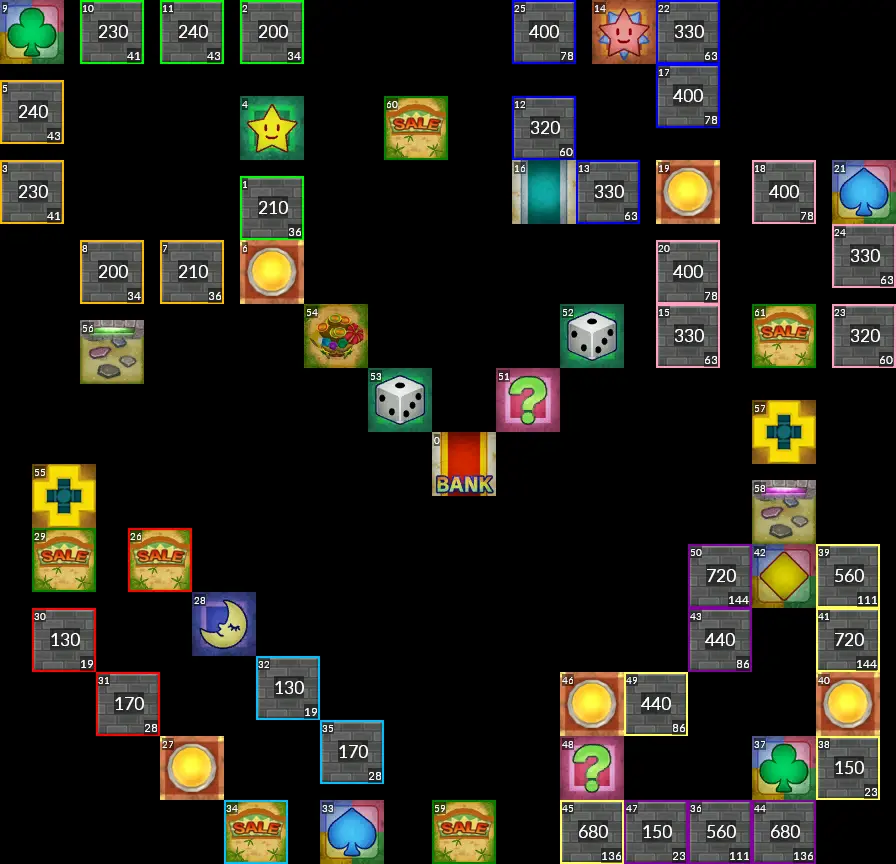 9
10 230 41
11 240 43
2 200 34
25 400 78
14
22 330 63
5 240 43
4
60 SALE
12 320 60
17 400 78
3 230 41
1 210 36
16
13 330 63
19
18 400 78
21
8 200 34
7 210 36
6
20 400 78
24 330 63
56
54
52
15 330 63
61 SALE
23 320 60
53
51 ?
57
0 BANK
55
58
29 SALE
26 SALE
50 720 144
42
39 560 111
28
30 130 19
43 440 86
41 720 144
32 130 19
31 170 28
46
49 440 86
40
35 170 28
27
48 ?
37
38 150 23
34 SALE
33
59 SALE
45 680 136
47 150 23
36 560 111
44 680 136